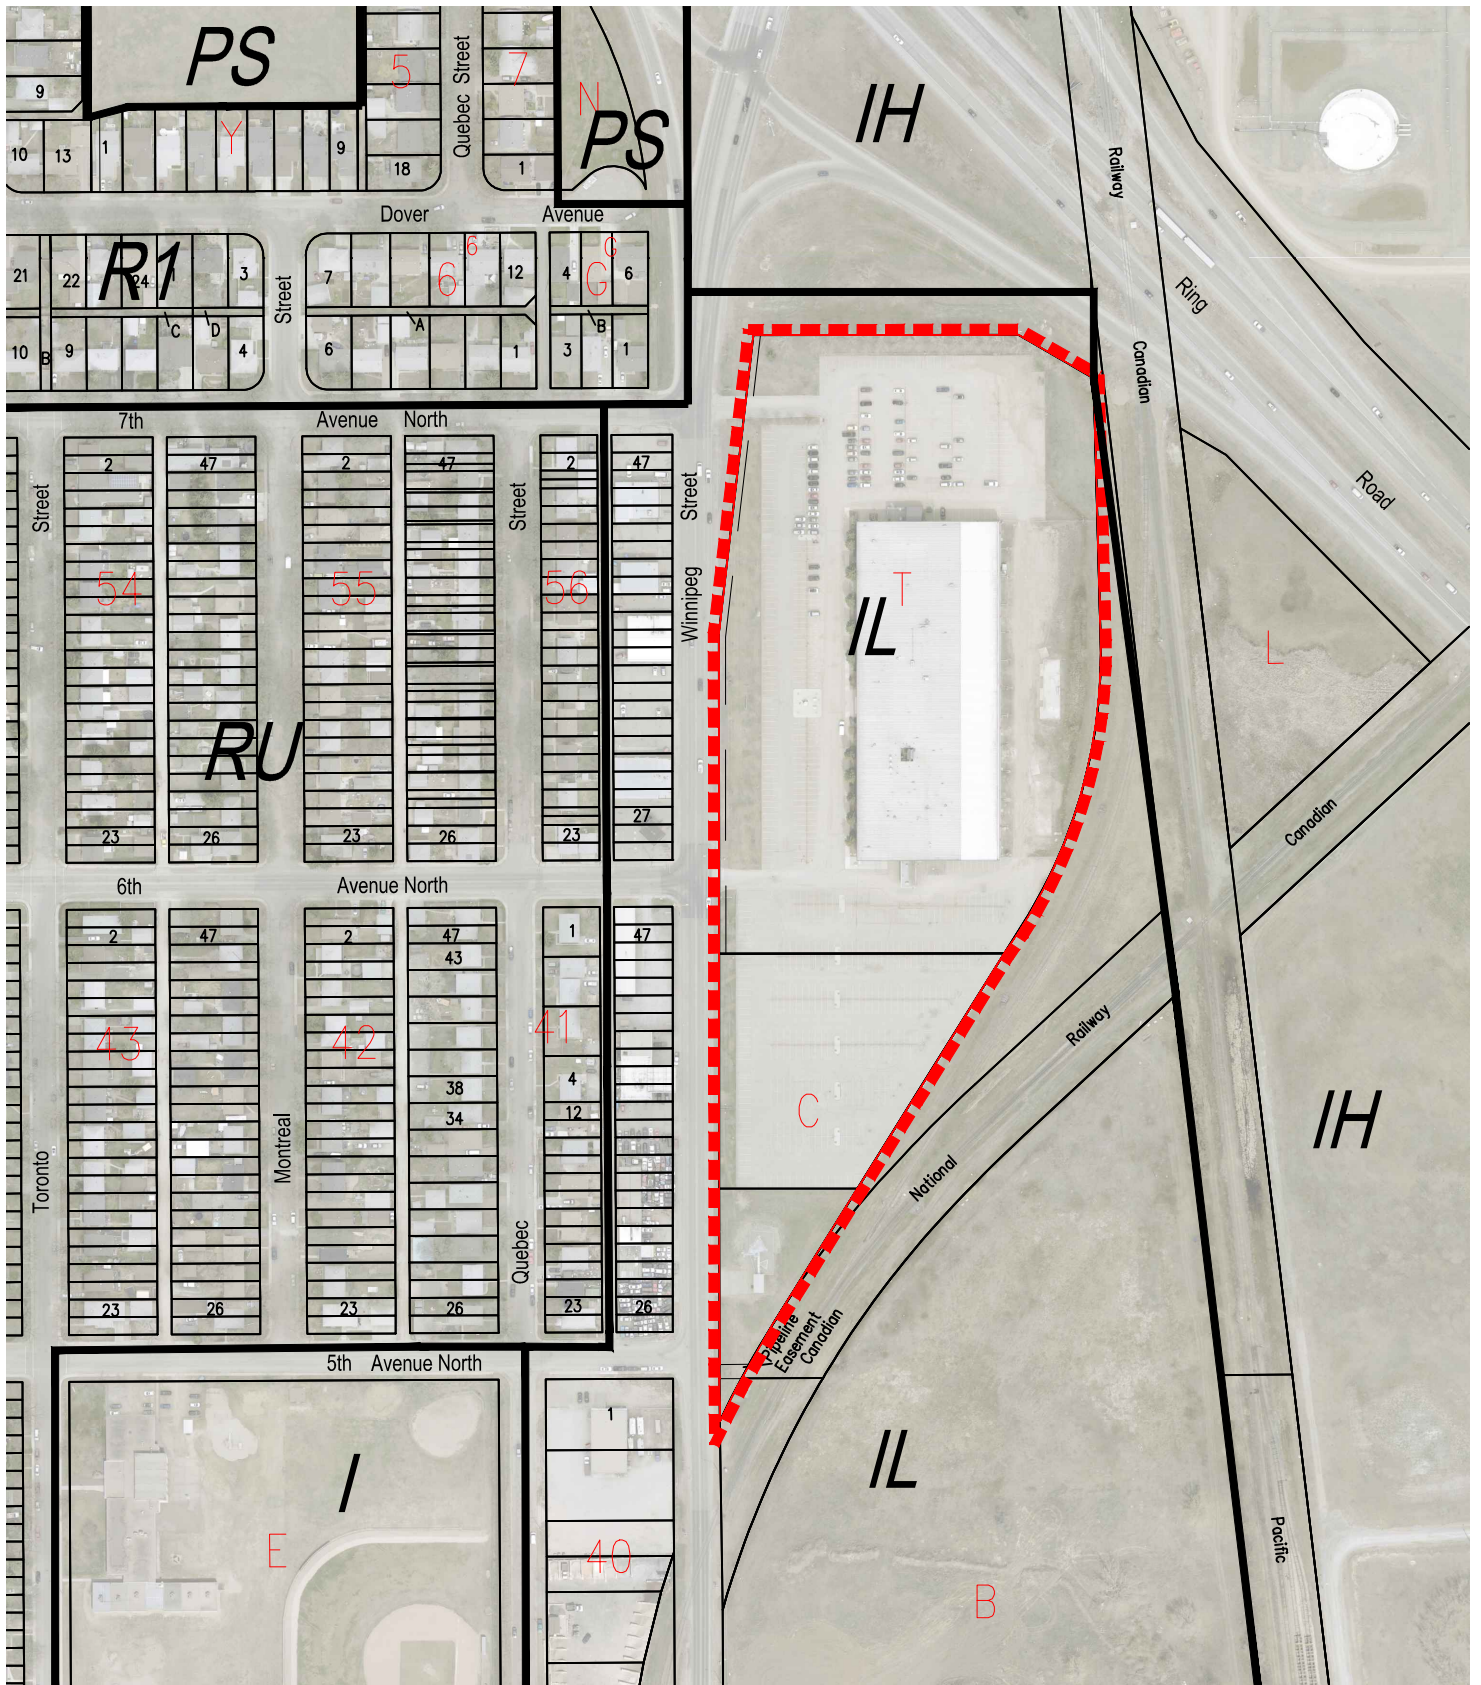 PS
5
Quebec Street
7
N
PS
IH
9
Y
10
13
1
9
18
1
Railway
Dover
Avenue
R1
21
22
24
1
3
Street
7
6
6
12
4
G
G
6
Ring
C
D
A
B
10
B
9
4
6
1
3
1
Canadian
7th
Avenue
North
2
47
2
47
2
47
Street
Street
Street
Road
54
55
56
Winnipeg
T
IL
L
RU
23
26
23
26
23
27
Canadian
6th
Avenue North
2
47
2
47
43
1
47
43
42
41
Railway
C
38
34
4
12
IH
Toronto
Montreal
National
Quebec
23
26
23
26
23
26
Pipeline
Easement
Canadian
5th
Avenue North
1
I
IL
E
40
Pacific
B